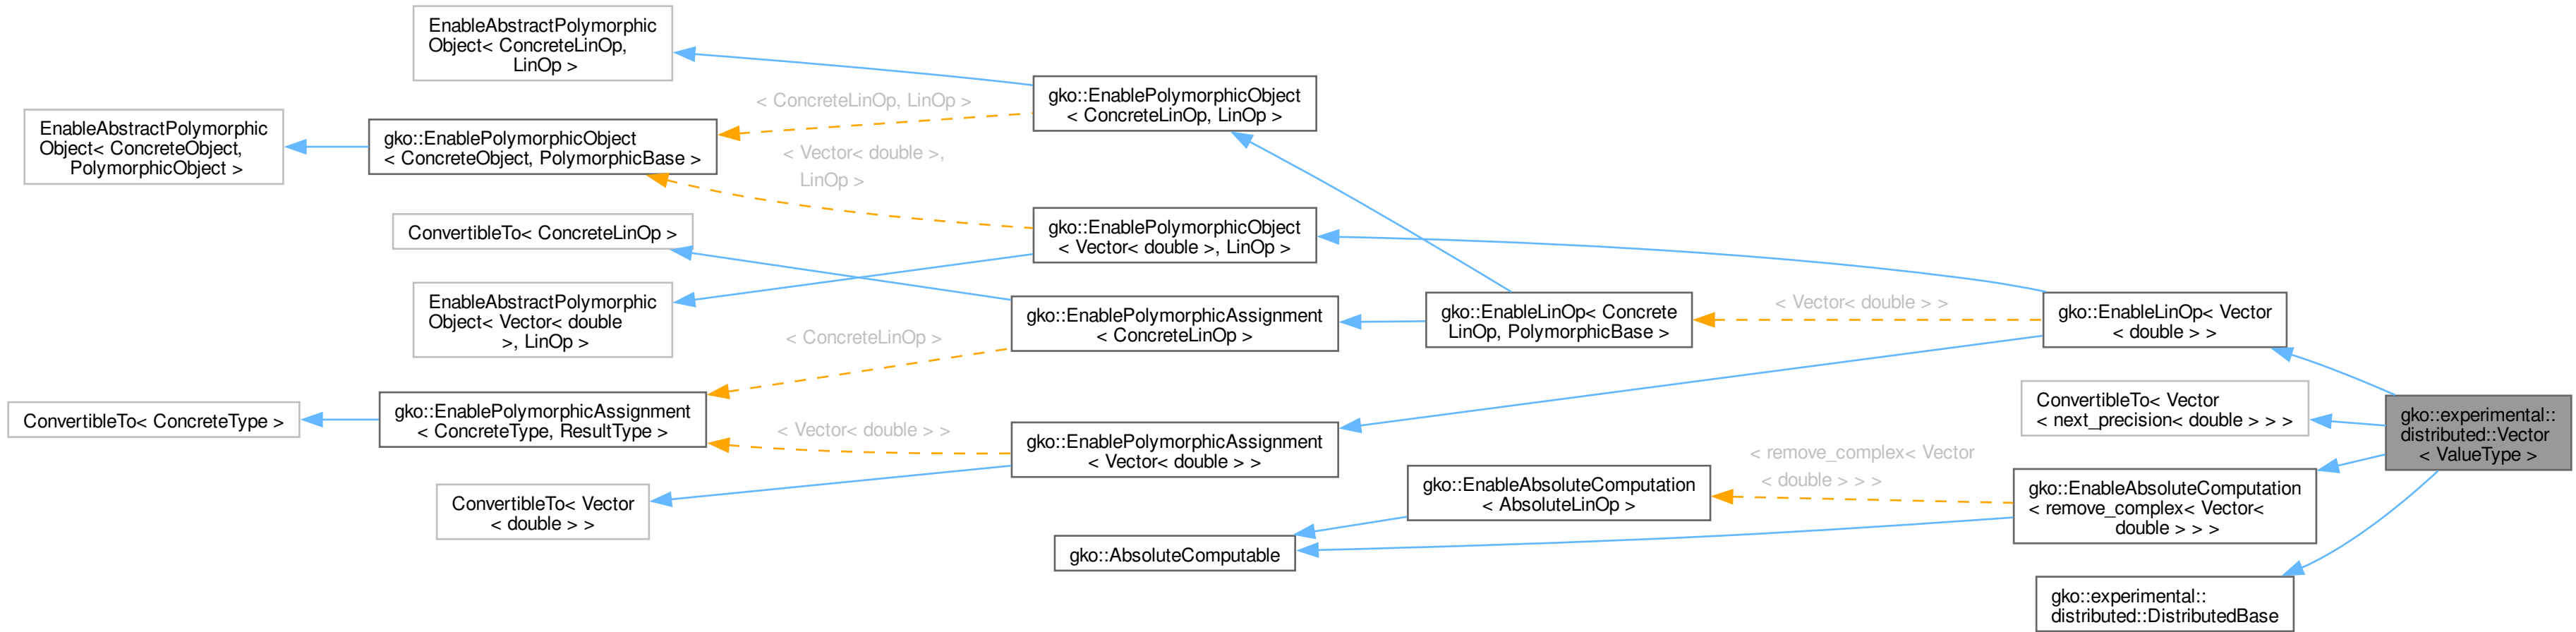 EnableAbstractPolymorphic
Object< ConcreteLinOp,
LinOp >
EnableAbstractPolymorphic
Object< ConcreteObject,
PolymorphicObject >
gko::EnablePolymorphicObject
< ConcreteObject, PolymorphicBase >
< ConcreteLinOp, LinOp >
< Vector< double >,
LinOp >
gko::EnablePolymorphicObject
< ConcreteLinOp, LinOp >
ConvertibleTo< ConcreteLinOp >
gko::EnablePolymorphicObject
< Vector< double >, LinOp >
EnableAbstractPolymorphic
Object< Vector< double
>, LinOp >
gko::EnablePolymorphicAssignment
< ConcreteLinOp >
gko::EnableLinOp< Concrete
LinOp, PolymorphicBase >
< Vector< double > >
gko::EnableLinOp< Vector
< double > >
< ConcreteLinOp >
ConvertibleTo< ConcreteType >
gko::EnablePolymorphicAssignment
< ConcreteType, ResultType >
< Vector< double > >
gko::EnablePolymorphicAssignment
< Vector< double > >
ConvertibleTo< Vector
< double > >
ConvertibleTo< Vector
< next_precision< double > > >
gko::experimental::
distributed::Vector
< ValueType >
gko::EnableAbsoluteComputation
< AbsoluteLinOp >
< remove_complex< Vector
< double > > >
gko::EnableAbsoluteComputation
< remove_complex< Vector<
double > > >
gko::AbsoluteComputable
gko::experimental::
distributed::DistributedBase